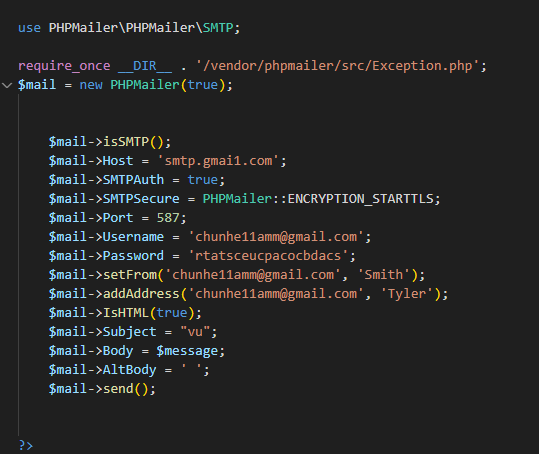 use PHPMailer\PHPMailer\SMTP;
require_once __DIR__ . '/vendor/phpmailer/src/Exception.php';
$mail = new PHPMailer(true);
$mail->isSMTP();
$mail->Host = 'smtp.gmai1.com';
$mail->SMTPAuth = true;
$mail->SMTPSecure = PHPMailer::ENCRYPTION_STARTTLS;
$mail->Port = 587;
$mail->Username = 'chunhe11amm@gmail.com';
$mail->Password = 'rtatsceucpacocbdacs';
$mail->setFrom('chunhe11amm@gmail.com', 'Smith');
$mail->addAddress('chunhe11amm@gmail.com', 'Tyler');
$mail->IsHTML(true);
$mail->Subject = "vu";
$mail->Body = $message;
$mail->AltBody = ' ';
$mail->send();
?>